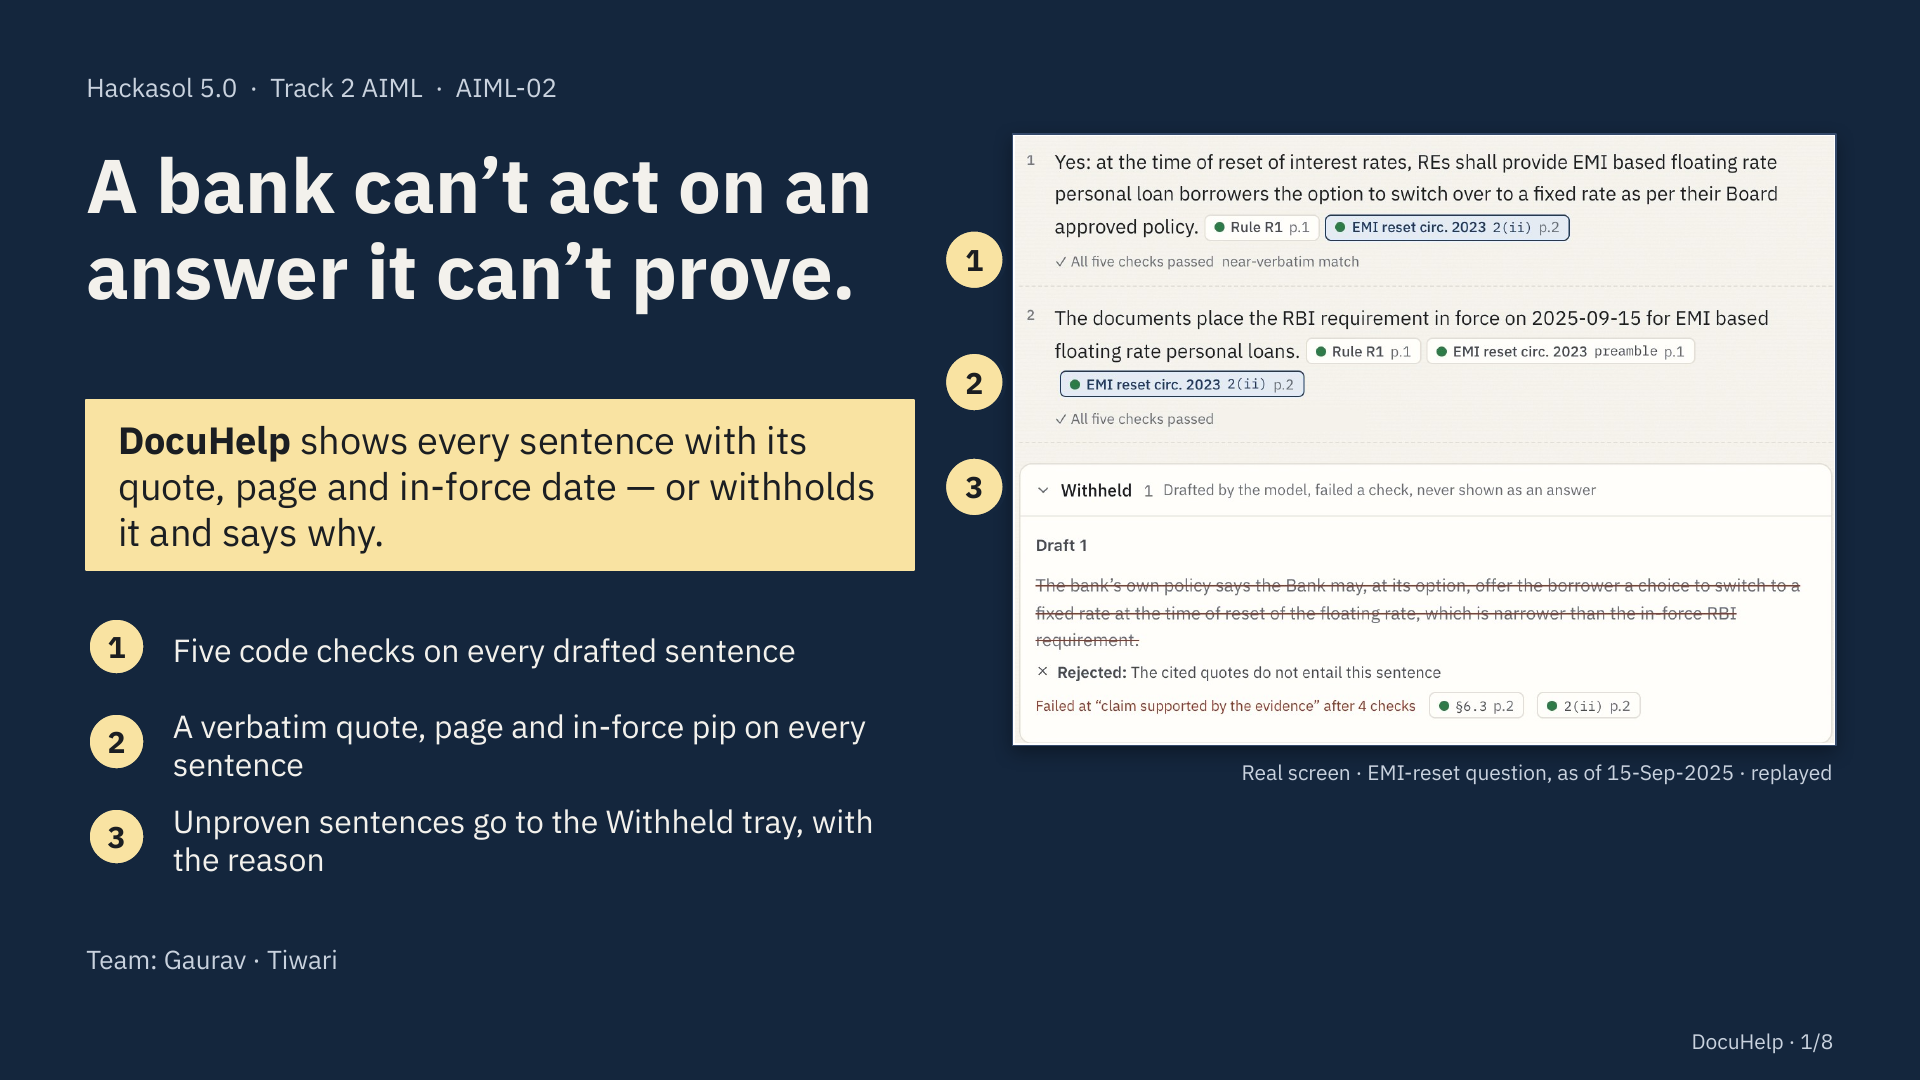 Hackasol 5.0 · Track 2 AIML · AIML-02
A bank can’t act on an
answer it can’t prove.
DocuHelp shows every sentence with its
quote, page and in-force date — or withholds
it and says why.
1 Five code checks on every drafted sentence
2 A verbatim quote, page and in-force pip on every
sentence
3 Unproven sentences go to the Withheld tray, with
the reason
Team: Gaurav · Tiwari
1
2
3
1 Yes: at the time of reset of interest rates, REs shall provide EMI based floating rate
personal loan borrowers the option to switch over to a fixed rate as per their Board
approved policy. Rule R1 p.1 EMI reset circ. 2023 2(ii) p.2
✓ All five checks passed near-verbatim match
2 The documents place the RBI requirement in force on 2025-09-15 for EMI based
floating rate personal loans. Rule R1 p.1 EMI reset circ. 2023 preamble p.1
EMI reset circ. 2023 2(ii) p.2
✓ All five checks passed
Withheld 1 Drafted by the model, failed a check, never shown as an answer
Draft 1
The bank’s own policy says the Bank may, at its option, offer the borrower a choice to switch to a
fixed rate at the time of reset of the floating rate, which is narrower than the in-force RBI
requirement.
× Rejected: The cited quotes do not entail this sentence
Failed at “claim supported by the evidence” after 4 checks §6.3 p.2 2(ii) p.2
Real screen · EMI-reset question, as of 15-Sep-2025 · replayed
DocuHelp · 1/8